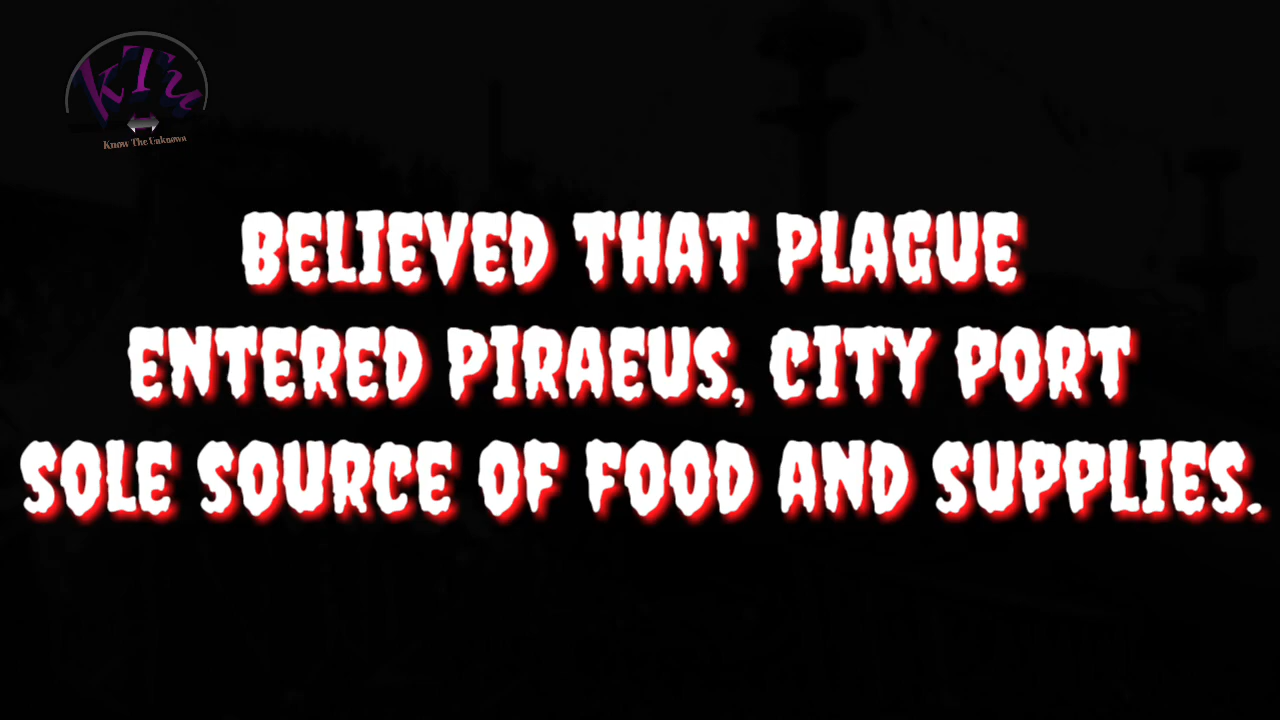 KTU
Know The Unknown
BELIEVED THAT PLAGUE
ENTERED PIRAEUS, CITY PORT
SOLE SOURCE OF FOOD AND SUPPLIES.